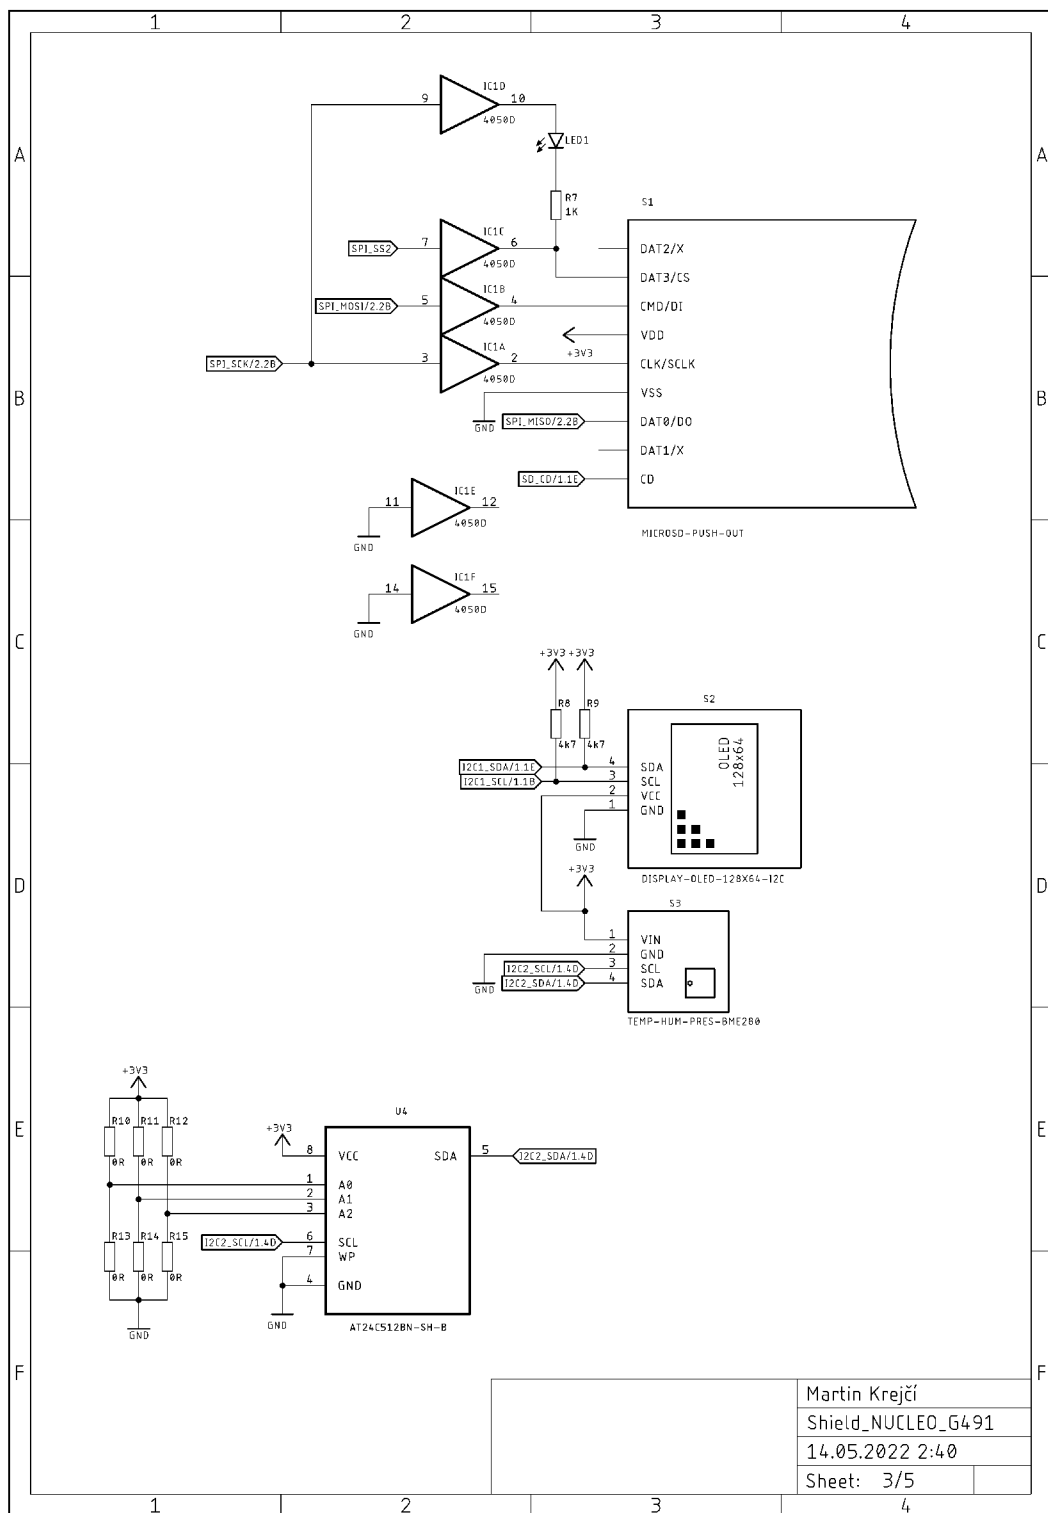 1 2 3 4
A A
B B
C C
D D
E E
F F
IC1D
9 10
4050D
LED1
R7
1K
S1
SPI_SS2
7 IC1C 6
4050D
DAT2/X
DAT3/CS
SPI_MOSI/2.2B
5 IC1B 4
4050D
CMD/DI
VDD
+3V3
SPI_SCK/2.2B
3 IC1A 2
4050D
CLK/SCLK
VSS
GND
SPI_MISO/2.2B
DAT0/DO
DAT1/X
SD_CD/1.1E
CD
MICROSD-PUSH-OUT
11 IC1E 12
4050D
GND
14 IC1F 15
4050D
GND
+3V3 +3V3
R8 R9
4k7 4k7
S2
OLED
128x64
I2C1_SDA/1.1E 4 SDA
I2C1_SCL/1.1B 3 SCL
2 VCC
1 GND
GND
DISPLAY-OLED-128X64-I2C
+3V3
S3
1 VIN
2 GND
I2C2_SCL/1.4D 3 SCL
I2C2_SDA/1.4D 4 SDA
GND
TEMP-HUM-PRES-BME280
+3V3
R10 R11 R12
0R 0R 0R
R13 R14 R15
0R 0R 0R
GND
U4
+3V3
8 VCC
SDA 5 I2C2_SDA/1.4D
1 A0
2 A1
3 A2
I2C2_SCL/1.4D 6 SCL
7 WP
4 GND
GND
AT24C512BN-SH-B
Martin Krejčí
Shield_NUCLEO_G491
14.05.2022 2:40
Sheet: 3/5
1 2 3 4